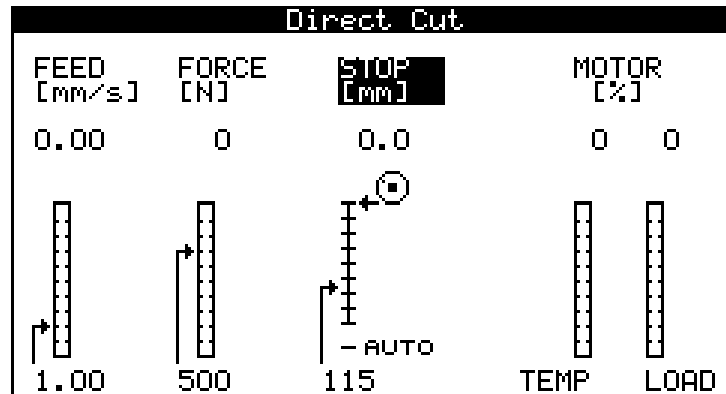 Direct Cut
FEED FORCE STOP MOTOR
[mm/s] [N] [mm] [%]
0.00 0 0.0 0 0
- AUTO
1.00 500 115 TEMP LOAD